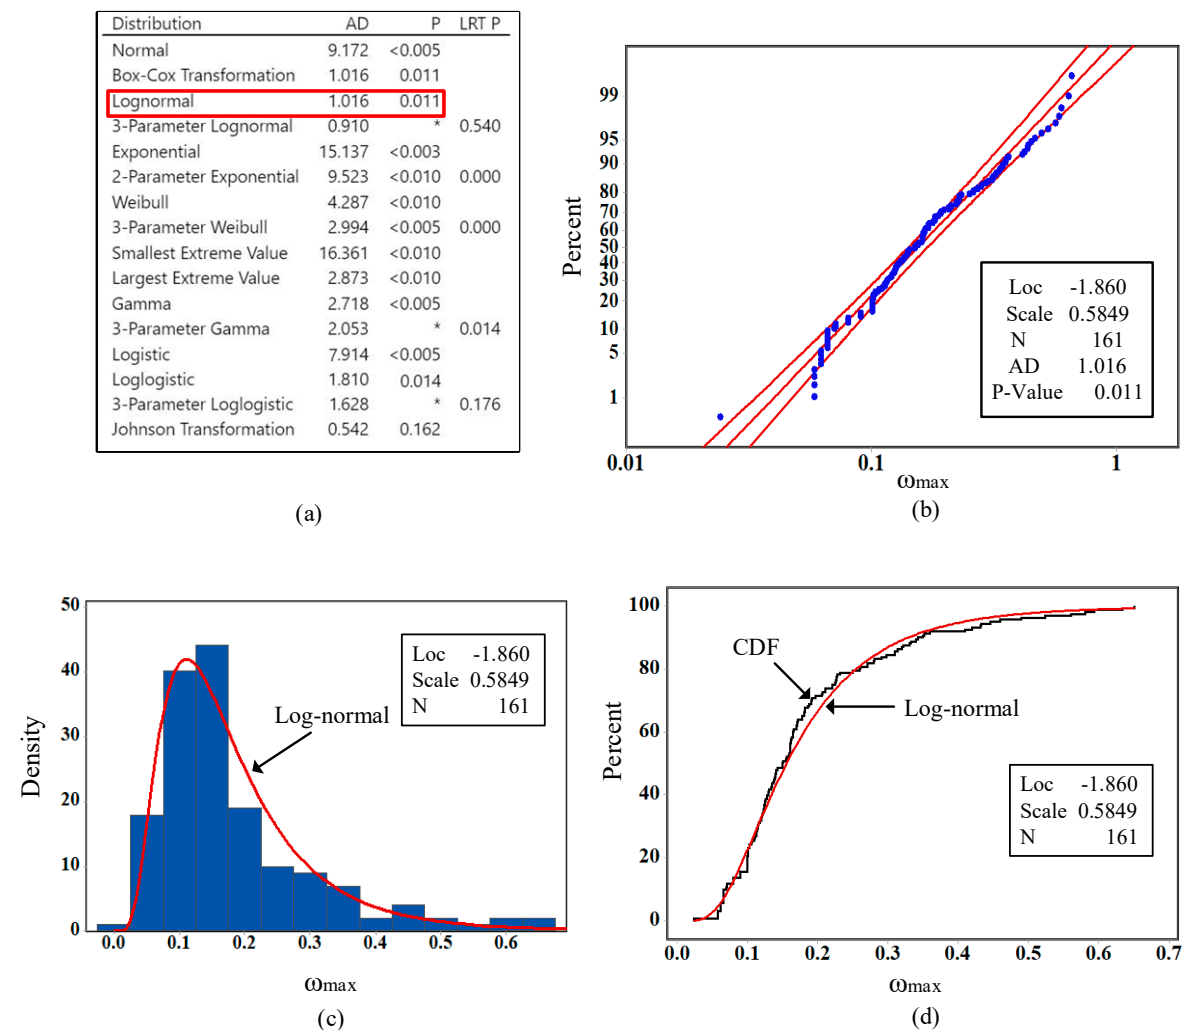 Distribution AD P LRT P
Normal 9.172 <0.005
Box-Cox Transformation 1.016 0.011
Lognormal 1.016 0.011
3-Parameter Lognormal 0.910 * 0.540
Exponential 15.137 <0.003
2-Parameter Exponential 9.523 <0.010 0.000
Weibull 4.287 <0.010
3-Parameter Weibull 2.994 <0.005 0.000
Smallest Extreme Value 16.361 <0.010
Largest Extreme Value 2.873 <0.010
Gamma 2.718 <0.005
3-Parameter Gamma 2.053 * 0.014
Logistic 7.914 <0.005
Loglogistic 1.810 0.014
3-Parameter Loglogistic 1.628 * 0.176
Johnson Transformation 0.542 0.162
(a)
Percent
99
95
90
80
70
60
50
40
30
20
10
5
1
Loc -1.860
Scale 0.5849
N 161
AD 1.016
P-Value 0.011
0.01 0.1 1
ωmax
(b)
Density
50
40
30
20
10
0
Loc -1.860
Scale 0.5849
N 161
Log-normal
0.0 0.1 0.2 0.3 0.4 0.5 0.6
ωmax
(c)
Percent
100
80
60
40
20
0
CDF
Log-normal
Loc -1.860
Scale 0.5849
N 161
0.0 0.1 0.2 0.3 0.4 0.5 0.6 0.7
ωmax
(d)